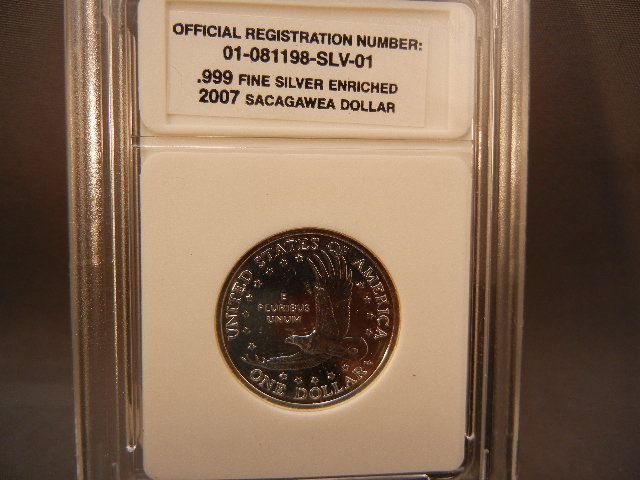 OFFICIAL REGISTRATION NUMBER:
01-081198-SLV-01
.999 FINE SILVER ENRICHED
2007 SACAGAWEA DOLLAR
UNITED STATES OF AMERICA
E
PLURIBUS
UNUM
ONE DOLLAR